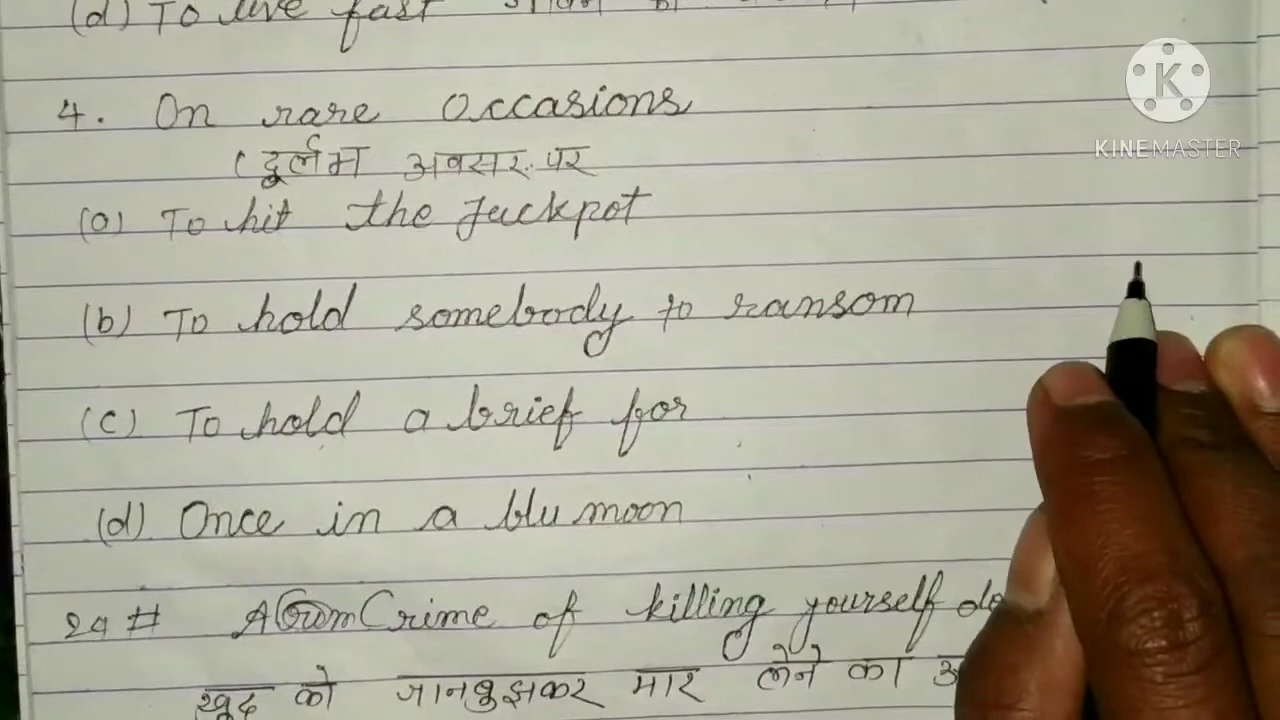 (d) To live fast
4. On rare Occasions
( दुर्लभ अवसर पर
(a) To hit the Jackpot
K
KINEMASTER
(b) To hold somebody to ransom
(c) To hold a brief for
(d) Once in a blu moon
29 # A Crime of killing yourself
खुद को जानबुझकर मार लेने का